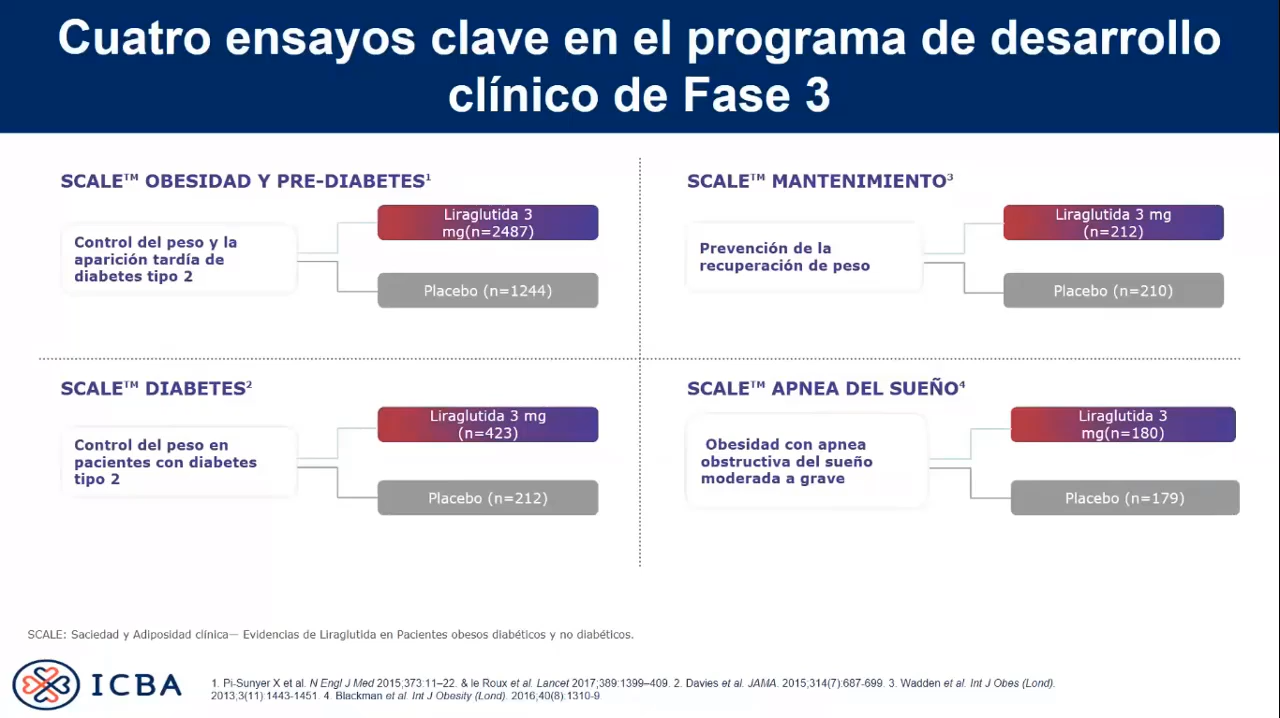 Cuatro ensayos clave en el programa de desarrollo
clínico de Fase 3
SCALE™ OBESIDAD Y PRE-DIABETES¹
Control del peso y la
aparición tardía de
diabetes tipo 2
Liraglutida 3
mg(n=2487)
Placebo (n=1244)
SCALE™ MANTENIMIENTO³
Prevención de la
recuperación de peso
Liraglutida 3 mg
(n=212)
Placebo (n=210)
SCALE™ DIABETES²
Control del peso en
pacientes con diabetes
tipo 2
Liraglutida 3 mg
(n=423)
Placebo (n=212)
SCALE™ APNEA DEL SUEÑO⁴
Obesidad con apnea
obstructiva del sueño
moderada a grave
Liraglutida 3
mg(n=180)
Placebo (n=179)
SCALE: Saciedad y Adiposidad clínica— Evidencias de Liraglutida en Pacientes obesos diabéticos y no diabéticos.
ICBA
1. Pi-Sunyer X et al. N Engl J Med 2015;373:11–22. & le Roux et al. Lancet 2017;389:1399–409. 2. Davies et al. JAMA. 2015;314(7):687-699. 3. Wadden et al. Int J Obes (Lond).
2013;3(11):1443-1451. 4. Blackman et al. Int J Obesity (Lond). 2016;40(8):1310-9